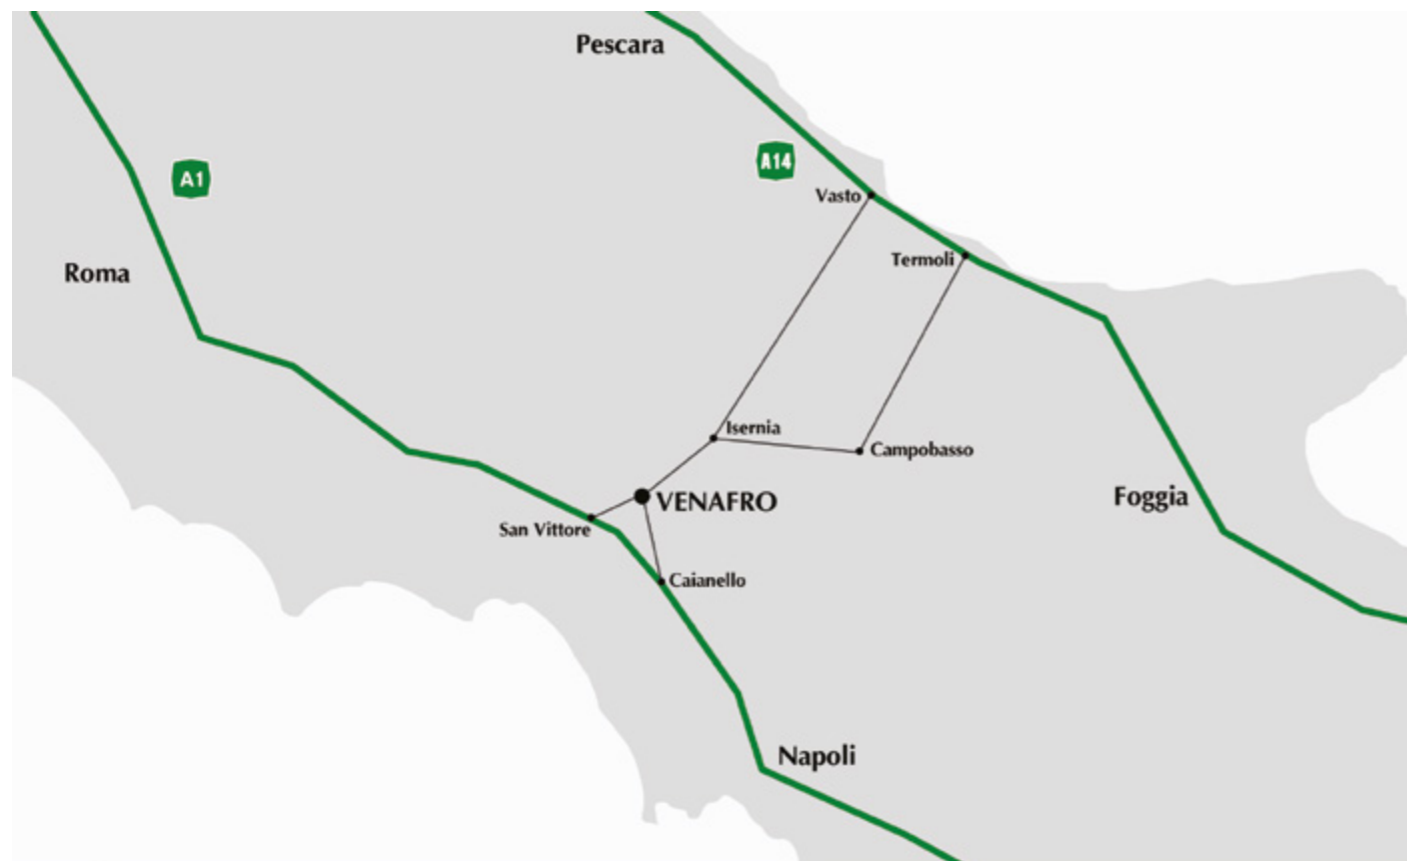 Pescara
A14
A1
Vasto
Termoli
Roma
Isernia
Campobasso
VENAFRO
Foggia
San Vittore
Caianello
Napoli